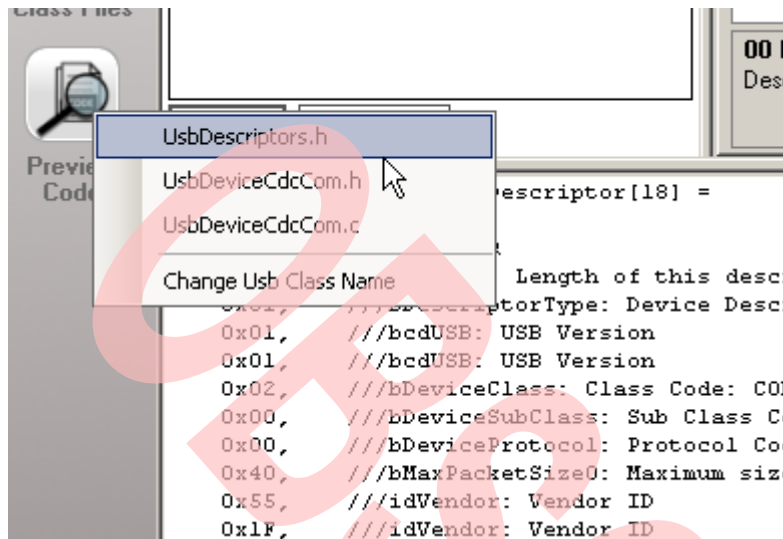 Class Files
00
Des
Preview
Code
UsbDescriptors.h
UsbDeviceCdcCom.h
UsbDeviceCdcCom.c
Change Usb Class Name
escriptor[18] =
Length of this desc
0x01, ///bDescriptorType: Device Desc
0x01, ///bcdUSB: USB Version
0x01, ///bcdUSB: USB Version
0x02, ///bDeviceClass: Class Code: CO
0x00, ///bDeviceSubClass: Sub Class C
0x00, ///bDeviceProtocol: Protocol Co
0x40, ///bMaxPacketSize0: Maximum siz
0x55, ///idVendor: Vendor ID
0x1F, ///idVendor: Vendor ID